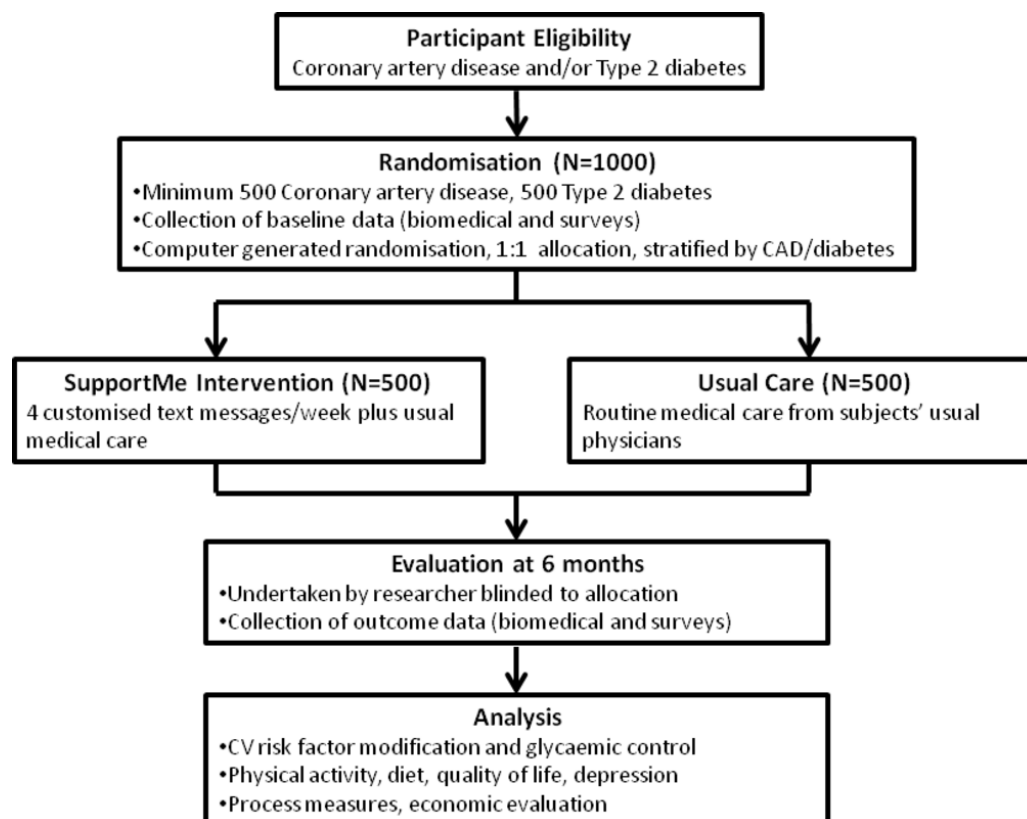 Participant Eligibility
Coronary artery disease and/or Type 2 diabetes
Randomisation (N=1000)
•Minimum 500 Coronary artery disease, 500 Type 2 diabetes
•Collection of baseline data (biomedical and surveys)
•Computer generated randomisation, 1:1 allocation, stratified by CAD/diabetes
SupportMe Intervention (N=500)
4 customised text messages/week plus usual
medical care
Usual Care (N=500)
Routine medical care from subjects’ usual
physicians
Evaluation at 6 months
•Undertaken by researcher blinded to allocation
•Collection of outcome data (biomedical and surveys)
Analysis
•CV risk factor modification and glycaemic control
•Physical activity, diet, quality of life, depression
•Process measures, economic evaluation